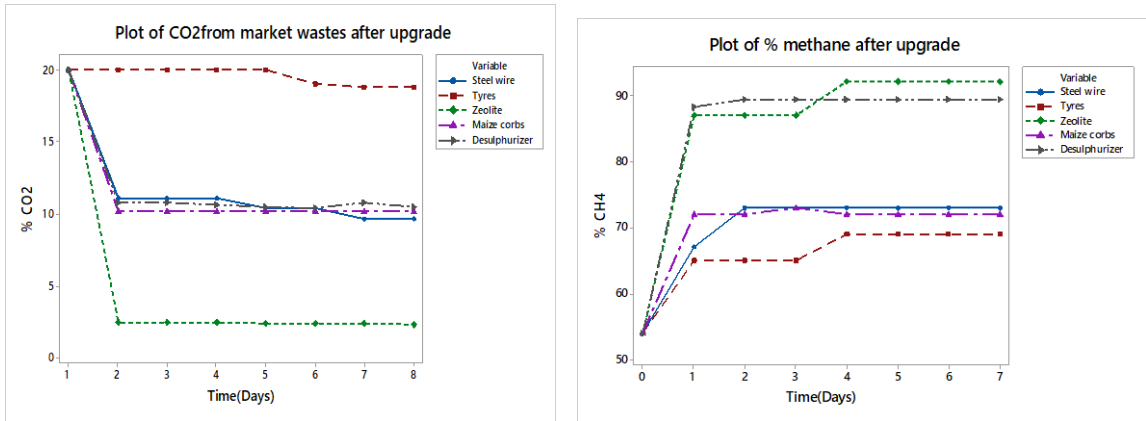 Plot of CO2from market wastes after upgrade
20
15
10
5
0
% CO2
1 2 3 4 5 6 7 8
Time(Days)
Variable
Steel wire
Tyres
Zeolite
Maize corbs
Desulphurizer
Plot of % methane after upgrade
90
80
70
60
50
% CH4
0 1 2 3 4 5 6 7
Time(Days)
Variable
Steel wire
Tyres
Zeolite
Maize corbs
Desulphurizer